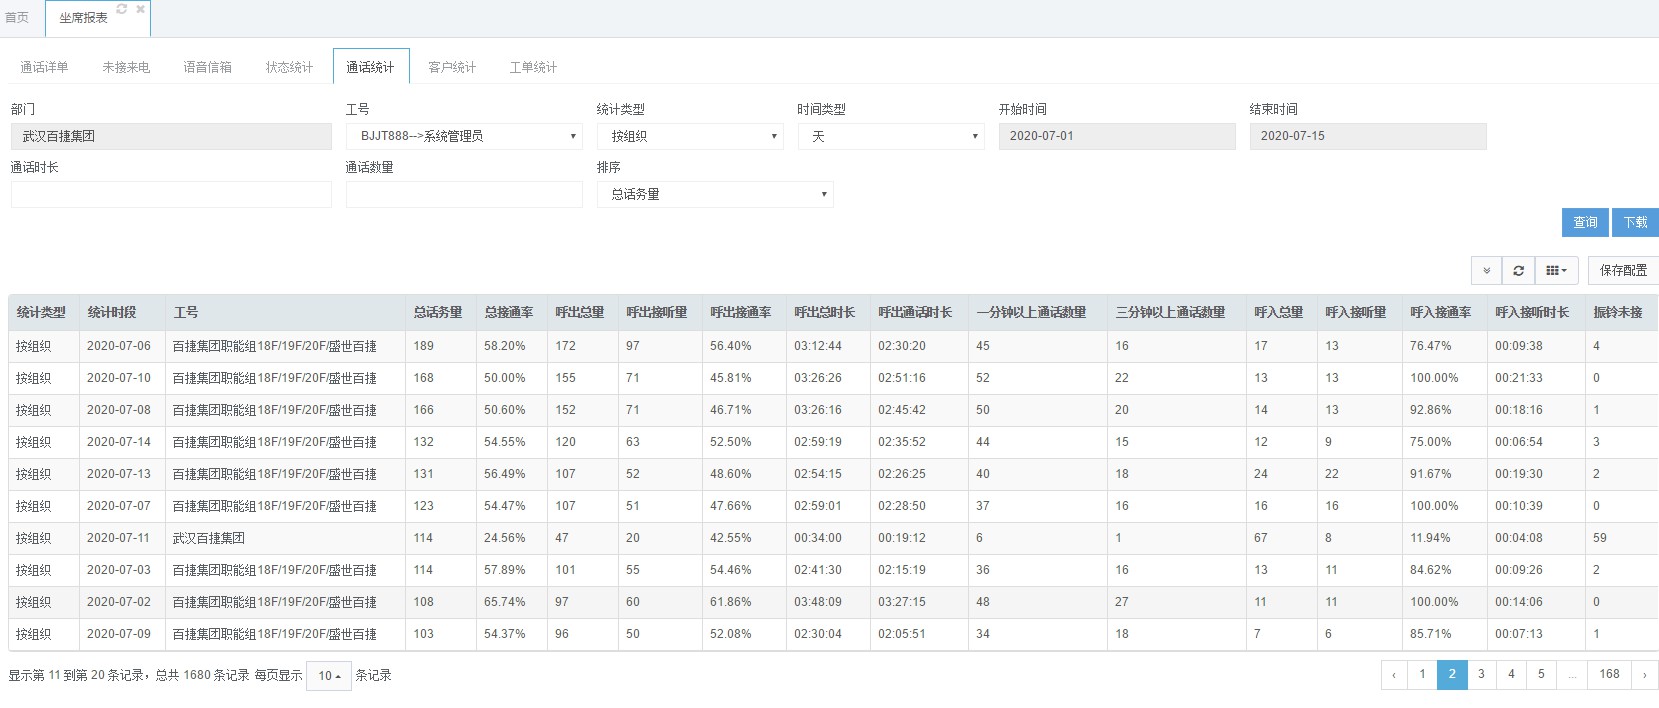 首页 坐席报表
通话详单 未接来电 语音信箱 状态统计 通话统计 客户统计 工单统计
部门 工号 统计类型 时间类型 开始时间 结束时间
武汉百捷集团 BJJT888-->系统管理员 按组织 天 2020-07-01 2020-07-15
通话时长 通话数量 排序
总话务量
查询 下载
保存配置
统计类型 统计时段 工号 总话务量 总接通率 呼出总量 呼出接听量 呼出接通率 呼出总时长 呼出通话时长 一分钟以上通话数量 三分钟以上通话数量 呼入总量 呼入接听量 呼入接通率 呼入接听时长 振铃未接
按组织 2020-07-06 百捷集团职能组18F/19F/20F/盛世百捷 189 58.20% 172 97 56.40% 03:12:44 02:30:20 45 16 17 13 76.47% 00:09:38 4
按组织 2020-07-10 百捷集团职能组18F/19F/20F/盛世百捷 168 50.00% 155 71 45.81% 03:26:26 02:51:16 52 22 13 13 100.00% 00:21:33 0
按组织 2020-07-08 百捷集团职能组18F/19F/20F/盛世百捷 166 50.60% 152 71 46.71% 03:26:16 02:45:42 50 20 14 13 92.86% 00:18:16 1
按组织 2020-07-14 百捷集团职能组18F/19F/20F/盛世百捷 132 54.55% 120 63 52.50% 02:59:19 02:35:52 44 15 12 9 75.00% 00:06:54 3
按组织 2020-07-13 百捷集团职能组18F/19F/20F/盛世百捷 131 56.49% 107 52 48.60% 02:54:15 02:26:25 40 18 24 22 91.67% 00:19:30 2
按组织 2020-07-07 百捷集团职能组18F/19F/20F/盛世百捷 123 54.47% 107 51 47.66% 02:59:01 02:28:50 37 16 16 16 100.00% 00:10:39 0
按组织 2020-07-11 武汉百捷集团 114 24.56% 47 20 42.55% 00:34:00 00:19:12 6 1 67 8 11.94% 00:04:08 59
按组织 2020-07-03 百捷集团职能组18F/19F/20F/盛世百捷 114 57.89% 101 55 54.46% 02:41:30 02:15:19 36 16 13 11 84.62% 00:09:26 2
按组织 2020-07-02 百捷集团职能组18F/19F/20F/盛世百捷 108 65.74% 97 60 61.86% 03:48:09 03:27:15 48 27 11 11 100.00% 00:14:06 0
按组织 2020-07-09 百捷集团职能组18F/19F/20F/盛世百捷 103 54.37% 96 50 52.08% 02:30:04 02:05:51 34 18 7 6 85.71% 00:07:13 1
显示第 11 到第 20 条记录，总共 1680 条记录 每页显示 10 条记录 ‹ 1 2 3 4 5 ... 168 ›